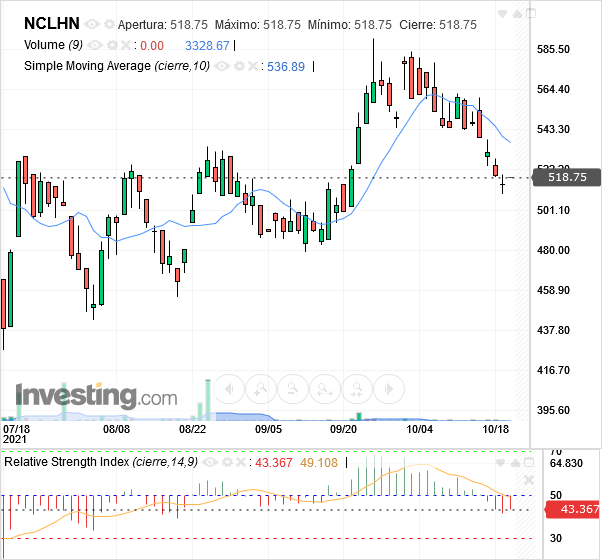 NCLHN Apertura: 518.75 Máximo: 518.75 Mínimo: 518.75 Cierre: 518.75
Volume (9) : 0.00 3328.67
Simple Moving Average (cierre,10) : 536.89
585.50
564.40
543.30
518.75
501.10
480.00
458.90
437.80
416.70
395.60
Investing.com
07/18 08/08 08/22 09/05 09/20 10/04 10/18
2021
Relative Strength Index (cierre,14,9) : 43.367 49.108
70
64.830
50
43.367
30